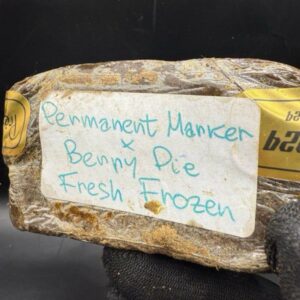 Permanent Marker
x
Berry Pie
Fresh Frozen